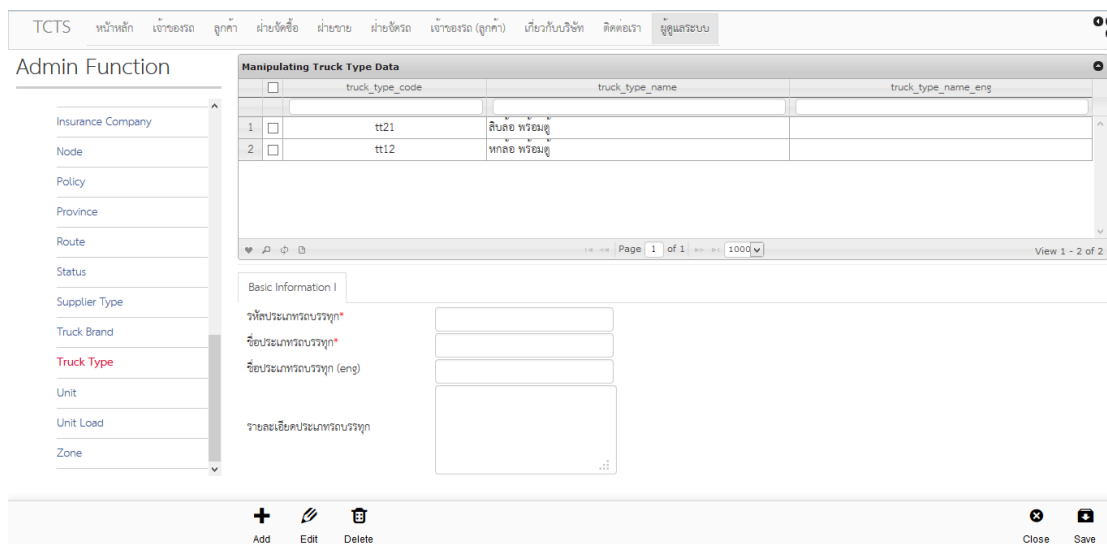 TCTS หน้าหลัก เจ้าของรถ ลูกค้า ฝ่ายจัดซื้อ ฝ่ายขาย ฝ่ายจัดรถ เจ้าของรถ (ลูกค้า) เกี่ยวกับบริษัท ติดต่อเรา ผู้ดูแลระบบ
Admin Function
Insurance Company
Node
Policy
Province
Route
Status
Supplier Type
Truck Brand
Truck Type
Unit
Unit Load
Zone
Manipulating Truck Type Data
truck_type_code truck_type_name truck_type_name_eng
1 tt21 สิบล้อ พร้อมตู้
2 tt12 หกล้อ พร้อมตู้
Page 1 of 1 1000 View 1 - 2 of 2
Basic Information I
รหัสประเภทรถบรรทุก*
ชื่อประเภทรถบรรทุก*
ชื่อประเภทรถบรรทุก (eng)
รายละเอียดประเภทรถบรรทุก
Add Edit Delete Close Save